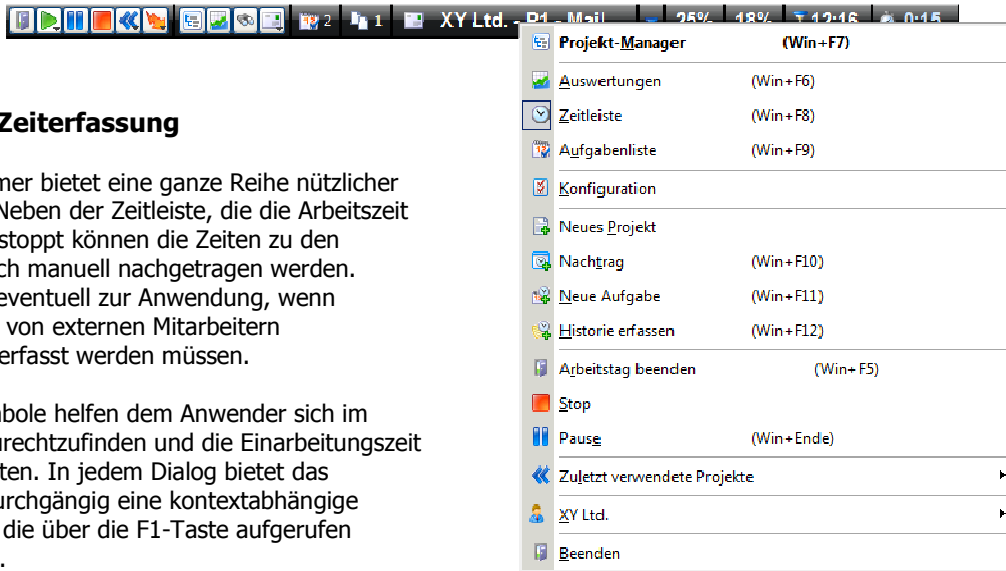 2 1 XY Ltd. - P1 - Mail 25% 18% 12:16 0:15
Zeiterfassung
mer bietet eine ganze Reihe nützlicher
Neben der Zeitleiste, die die Arbeitszeit
stoppt können die Zeiten zu den
ch manuell nachgetragen werden.
eventuell zur Anwendung, wenn
von externen Mitarbeitern
erfasst werden müssen.
bole helfen dem Anwender sich im
urechtzufinden und die Einarbeitungszeit
ten. In jedem Dialog bietet das
urchgängig eine kontextabhängige
die über die F1-Taste aufgerufen
.
Projekt-Manager (Win+F7)
Auswertungen (Win+F6)
Zeitleiste (Win+F8)
Aufgabenliste (Win+F9)
Konfiguration
Neues Projekt
Nachtrag (Win+F10)
Neue Aufgabe (Win+F11)
Historie erfassen (Win+F12)
Arbeitstag beenden (Win+F5)
Stop
Pause (Win+Ende)
Zuletzt verwendete Projekte
XY Ltd.
Beenden